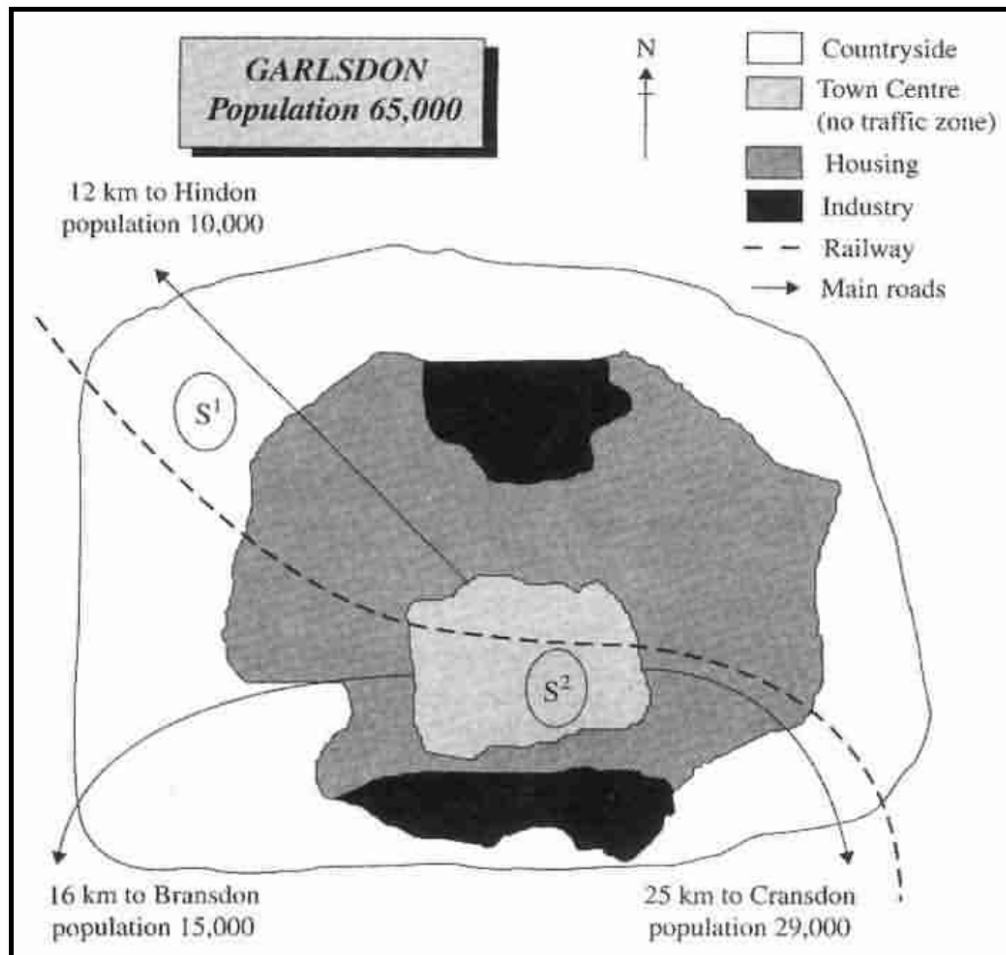 GARLSDON
Population 65,000
N
Countryside
Town Centre
(no traffic zone)
Housing
Industry
Railway
Main roads
12 km to Hindon
population 10,000
S¹
S²
16 km to Bransdon
population 15,000
25 km to Cransdon
population 29,000